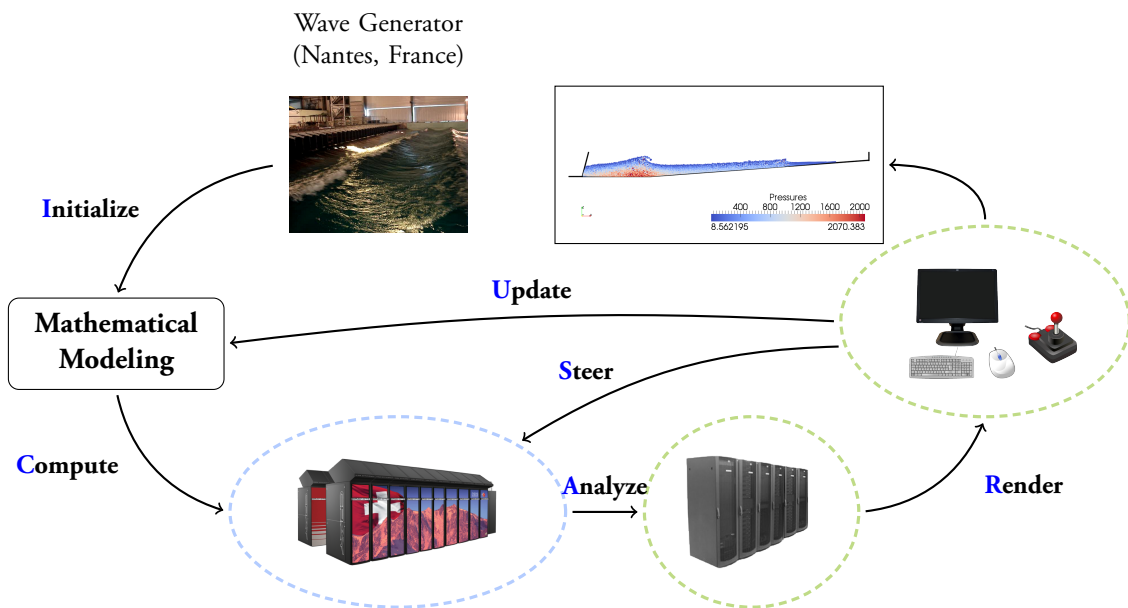 Wave Generator
(Nantes, France)
Initialize
Pressures
400 800 1200 1600 2000
8.562195 2070.383
Update
Mathematical
Modeling
Steer
Compute
Analyze
Render